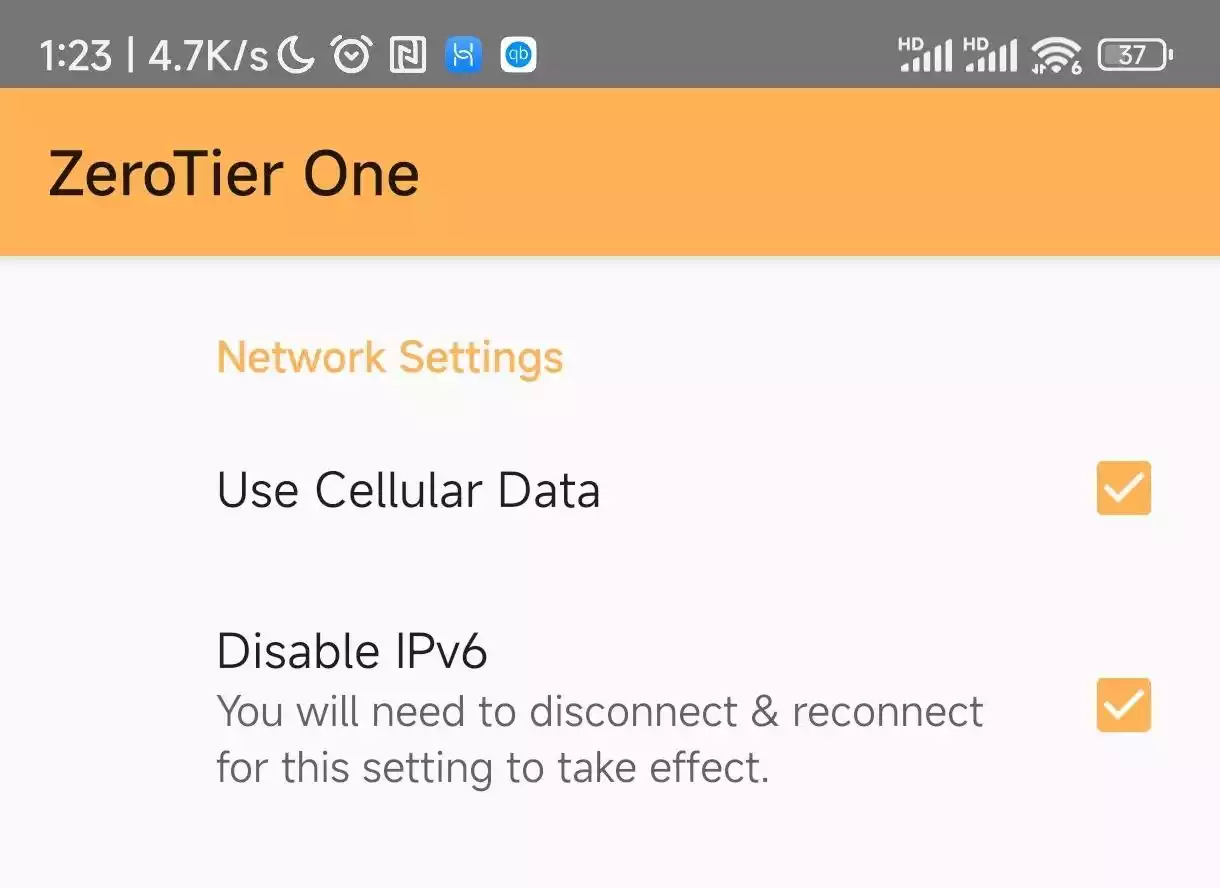 1:23 | 4.7K/s qb HD HD 6 37
ZeroTier One
Network Settings
Use Cellular Data
Disable IPv6
You will need to disconnect & reconnect
for this setting to take effect.